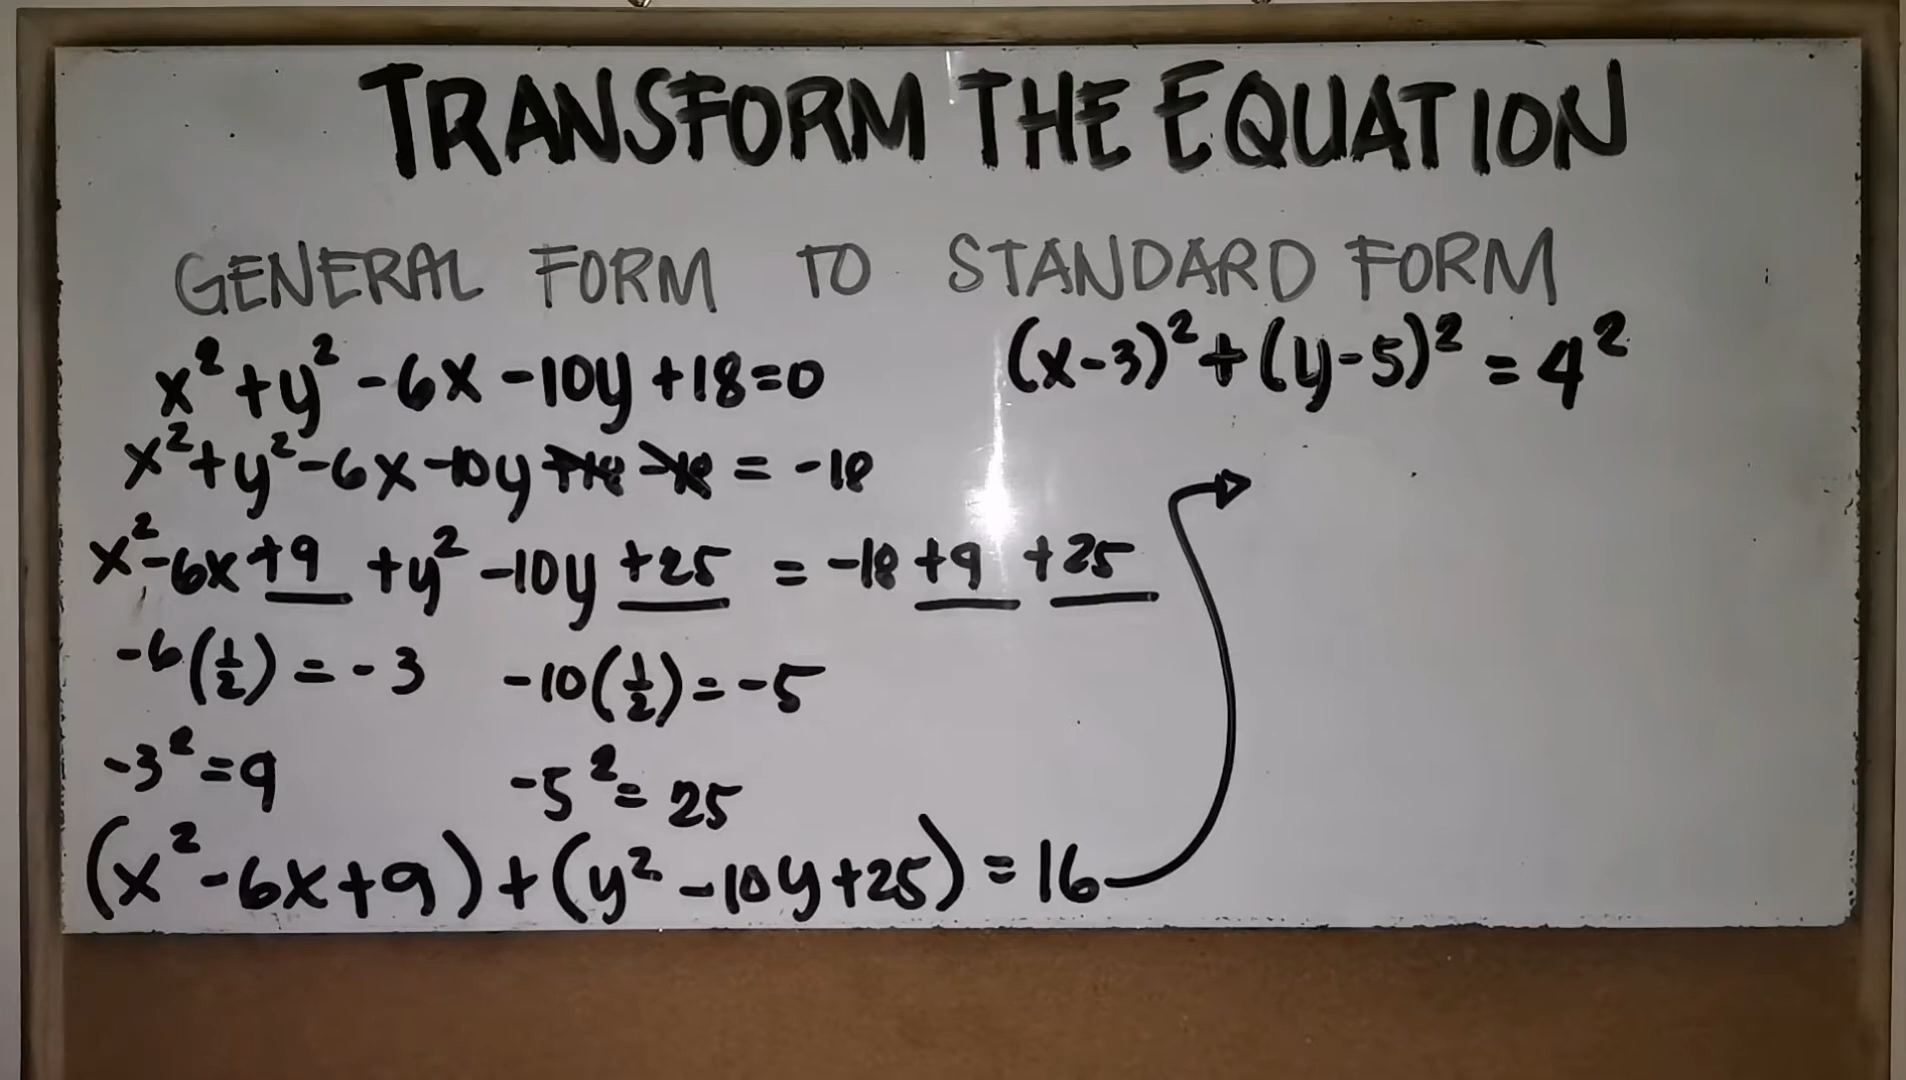 TRANSFORM THE EQUATION
GENERAL FORM TO STANDARD FORM
x² + y² - 6x - 10y + 18 = 0
(x - 3)² + (y - 5)² = 4²
x² + y² - 6x - 10y +18 -18 = -18
x² - 6x +9 + y² - 10y +25 = -18 +9 +25
-6(1/2) = -3 -10(1/2) = -5
-3² = 9 -5² = 25
(x² - 6x + 9) + (y² - 10y + 25) = 16